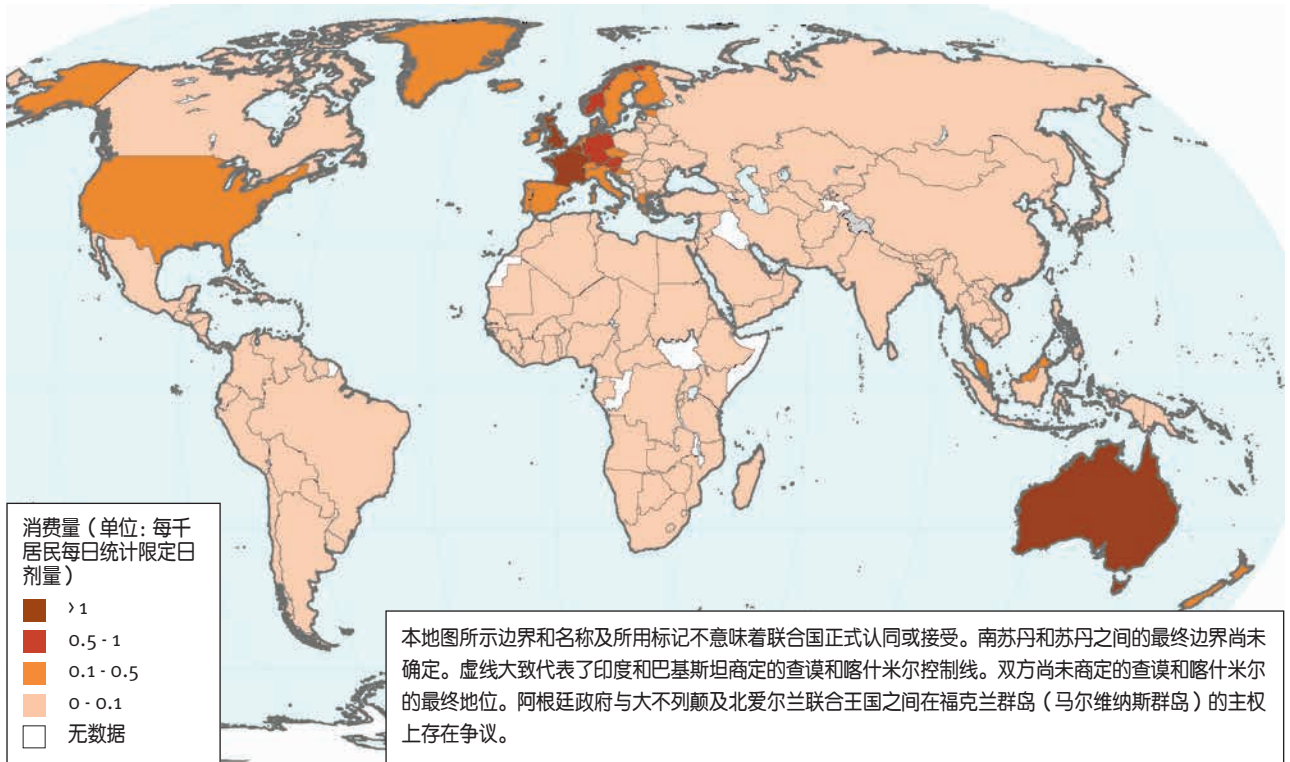 消费量（单位：每千
居民每日统计限定日
剂量）
>1
0.5 - 1
0.1 - 0.5
0 - 0.1
无数据
本地图所示边界和名称及所用标记不意味着联合国正式认同或接受。南苏丹和苏丹之间的最终边界尚未
确定。虚线大致代表了印度和巴基斯坦商定的查谟和喀什米尔控制线。双方尚未商定的查谟和喀什米尔
的最终地位。阿根廷政府与大不列颠及北爱尔兰联合王国之间在福克兰群岛（马尔维纳斯群岛）的主权
上存在争议。